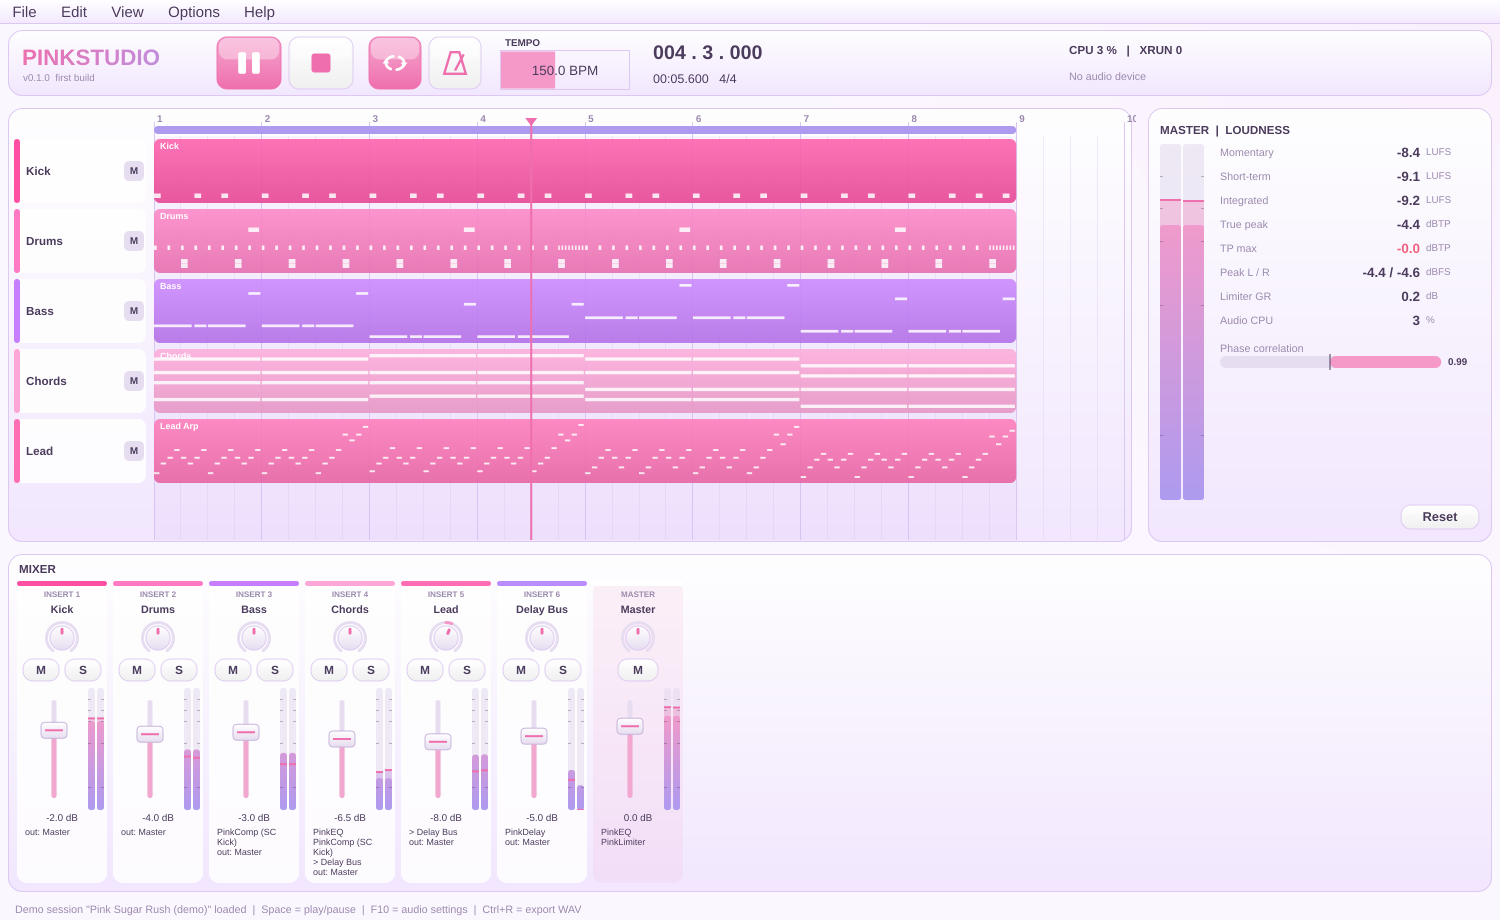 File Edit View Options Help
PINKSTUDIO
v0.1.0 first build
TEMPO
150.0 BPM
004 . 3 . 000
00:05.600 4/4
CPU 3 % | XRUN 0
No audio device
1 2 3 4 5 6 7 8 9 10
Kick M
Kick
Drums M
Drums
Bass M
Bass
Chords M
Chords
Lead M
Lead Arp
MASTER | LOUDNESS
Momentary -8.4 LUFS
Short-term -9.1 LUFS
Integrated -9.2 LUFS
True peak -4.4 dBTP
TP max -0.0 dBTP
Peak L / R -4.4 / -4.6 dBFS
Limiter GR 0.2 dB
Audio CPU 3 %
Phase correlation
0.99
Reset
MIXER
INSERT 1
Kick
M S
-2.0 dB
out: Master
INSERT 2
Drums
M S
-4.0 dB
out: Master
INSERT 3
Bass
M S
-3.0 dB
PinkComp (SC
Kick)
out: Master
INSERT 4
Chords
M S
-6.5 dB
PinkEQ
PinkComp (SC
Kick)
> Delay Bus
out: Master
INSERT 5
Lead
M S
-8.0 dB
> Delay Bus
out: Master
INSERT 6
Delay Bus
M S
-5.0 dB
PinkDelay
out: Master
MASTER
Master
M
0.0 dB
PinkEQ
PinkLimiter
Demo session "Pink Sugar Rush (demo)" loaded | Space = play/pause | F10 = audio settings | Ctrl+R = export WAV